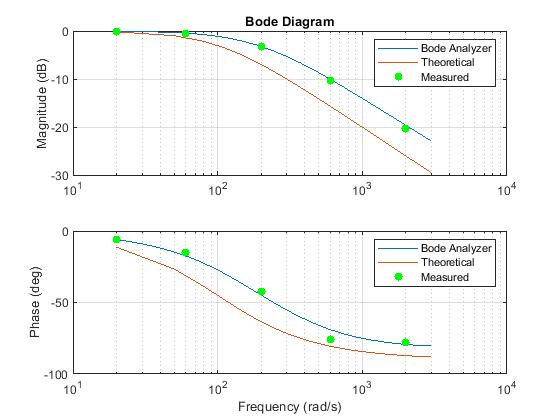 Bode Diagram
Magnitude (dB)
0
-10
-20
-30
10^1
10^2
10^3
10^4
Bode Analyzer
Theoretical
Measured
Phase (deg)
0
-50
-100
10^1
10^2
10^3
10^4
Bode Analyzer
Theoretical
Measured
Frequency (rad/s)